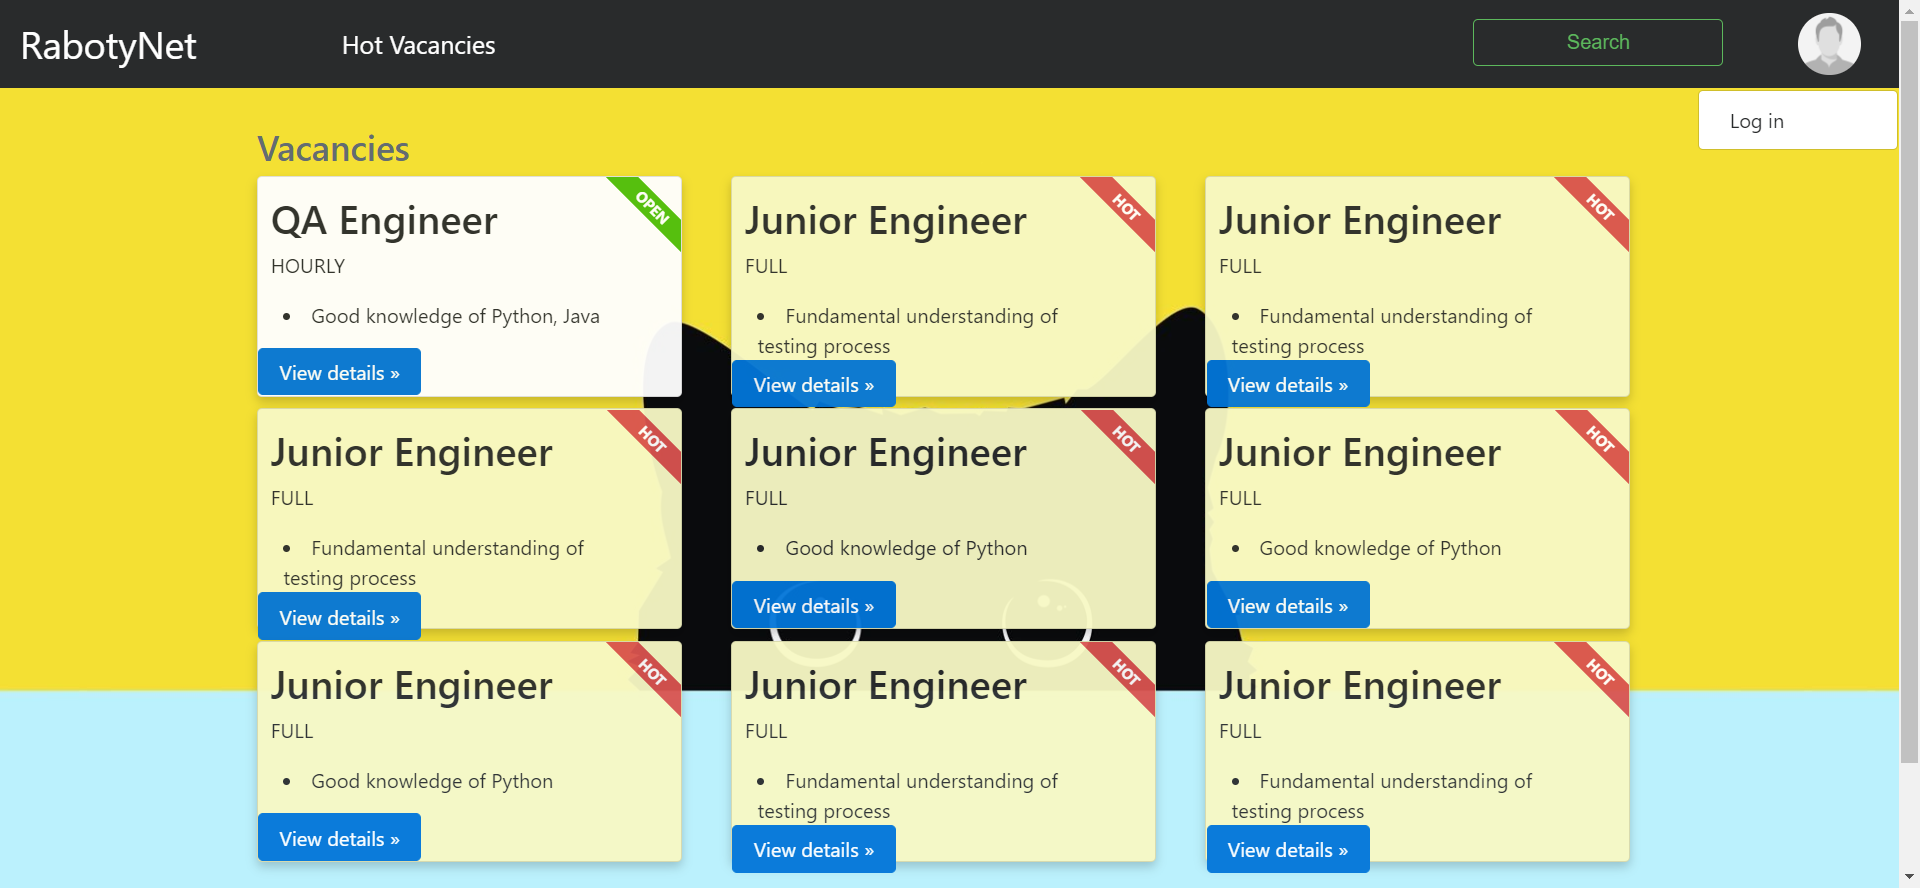 RabotyNet
Hot Vacancies
Search
Log in
Vacancies
QA Engineer
OPEN
HOURLY
Good knowledge of Python, Java
View details »
Junior Engineer
HOT
FULL
Fundamental understanding of
testing process
View details »
Junior Engineer
HOT
FULL
Fundamental understanding of
testing process
View details »
Junior Engineer
HOT
FULL
Fundamental understanding of
testing process
View details »
Junior Engineer
HOT
FULL
Good knowledge of Python
View details »
Junior Engineer
HOT
FULL
Good knowledge of Python
View details »
Junior Engineer
HOT
FULL
Good knowledge of Python
View details »
Junior Engineer
HOT
FULL
Fundamental understanding of
testing process
View details »
Junior Engineer
HOT
FULL
Fundamental understanding of
testing process
View details »